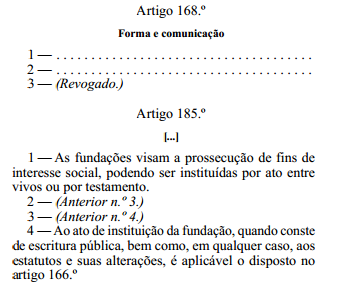 Artigo 168.º
Forma e comunicação
1 — . . . . . . . . . . . . . . . . . . . . . . . . . . . . . . . . . . . . .
2 — . . . . . . . . . . . . . . . . . . . . . . . . . . . . . . . . . . . . .
3 — (Revogado.)
Artigo 185.º
[...]
1 — As fundações visam a prossecução de fins de
interesse social, podendo ser instituídas por ato entre
vivos ou por testamento.
2 — (Anterior n.º 3.)
3 — (Anterior n.º 4.)
4 — Ao ato de instituição da fundação, quando conste
de escritura pública, bem como, em qualquer caso, aos
estatutos e suas alterações, é aplicável o disposto no
artigo 166.º